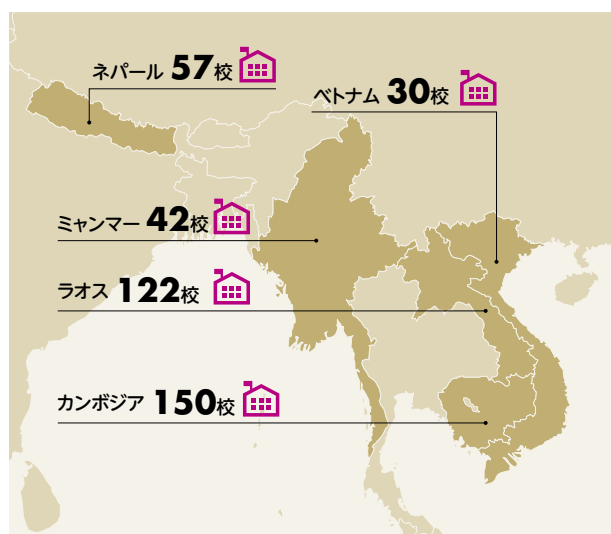 ネパール 57校
ベトナム 30校
ミャンマー 42校
ラオス 122校
カンボジア 150校